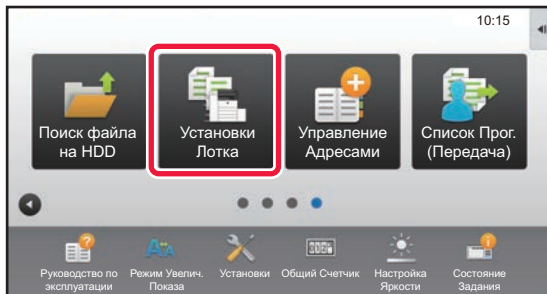 10:15
Поиск файла
на HDD
Установки
Лотка
Управление
Адресами
Список Прог.
(Передача)
Руководство по
эксплуатации
Режим Увелич.
Показа
Установки
Общий Счетчик
Настройка
Яркости
Состояние
Задания